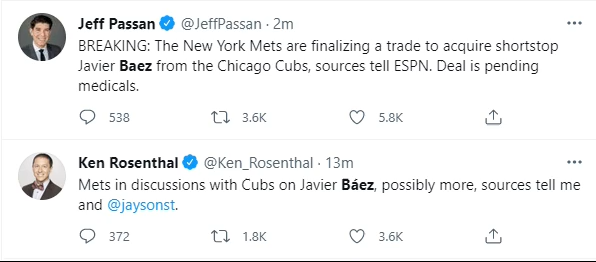 Jeff Passan @JeffPassan · 2m
BREAKING: The New York Mets are finalizing a trade to acquire shortstop
Javier Baez from the Chicago Cubs, sources tell ESPN. Deal is pending
medicals.
538 3.6K 5.8K
Ken Rosenthal @Ken_Rosenthal · 13m
Mets in discussions with Cubs on Javier Báez, possibly more, sources tell me
and @jaysonst.
372 1.8K 3.6K